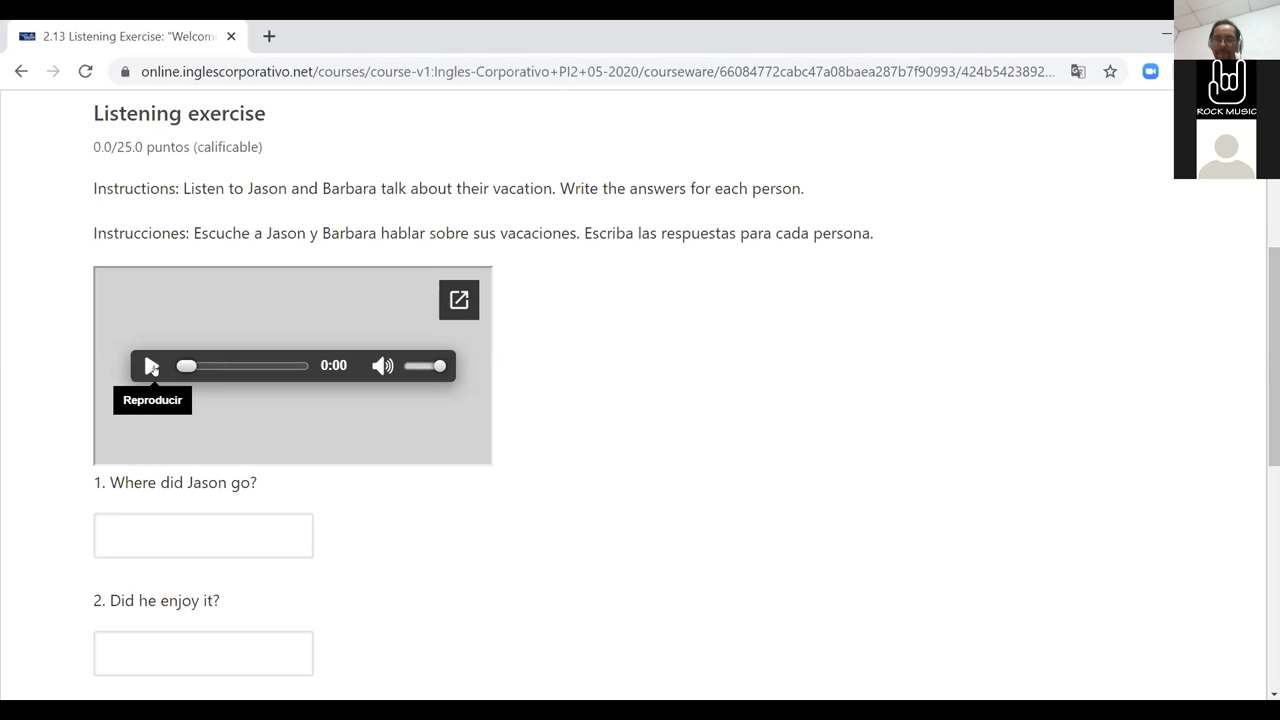 2.13 Listening Exercise: "Welcom
online.inglescorporativo.net/courses/course-v1:Ingles-Corporativo+PI2+05-2020/courseware/66084772cabc47a08baea287b7f90993/424b5423892...
ROCK MUSIC
Listening exercise
0.0/25.0 puntos (calificable)
Instructions: Listen to Jason and Barbara talk about their vacation. Write the answers for each person.
Instrucciones: Escuche a Jason y Barbara hablar sobre sus vacaciones. Escriba las respuestas para cada persona.
0:00
Reproducir
1. Where did Jason go?
2. Did he enjoy it?